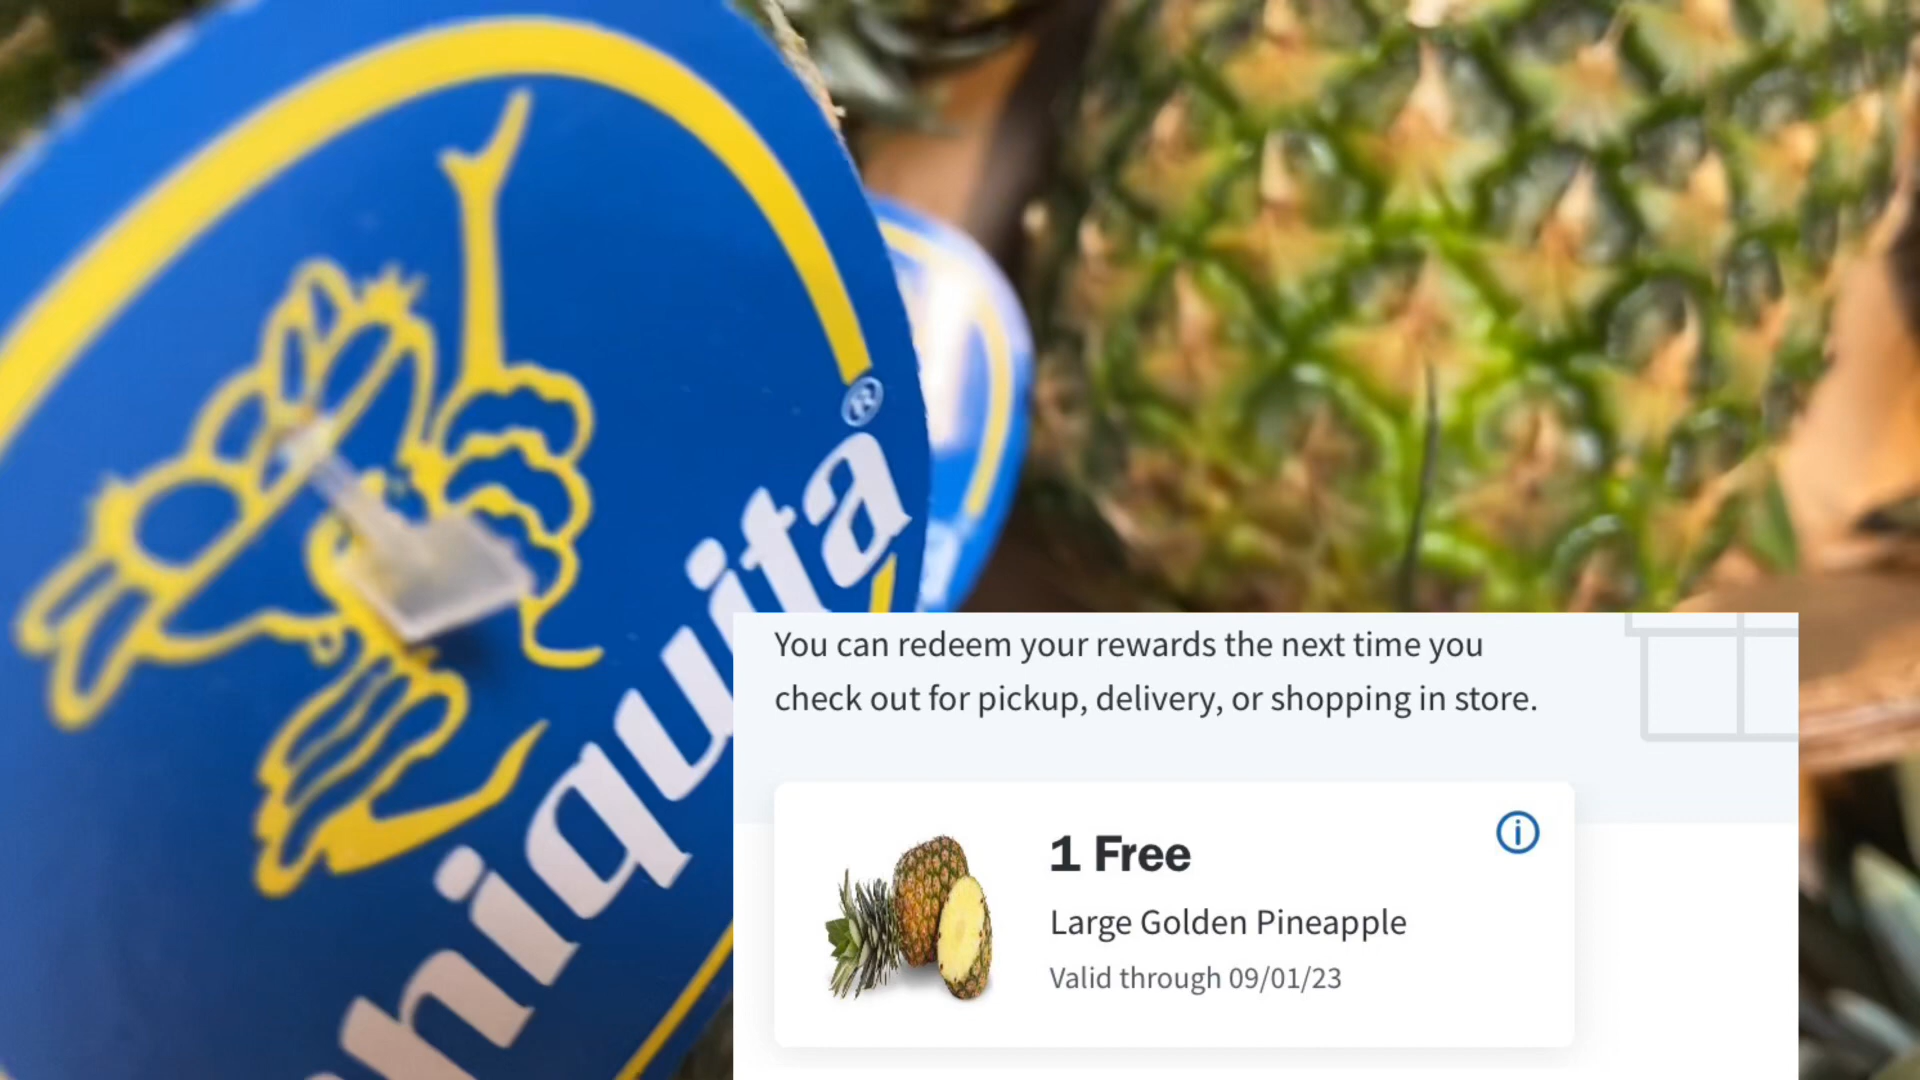 hiquita®
You can redeem your rewards the next time you
check out for pickup, delivery, or shopping in store.
1 Free
Large Golden Pineapple
Valid through 09/01/23